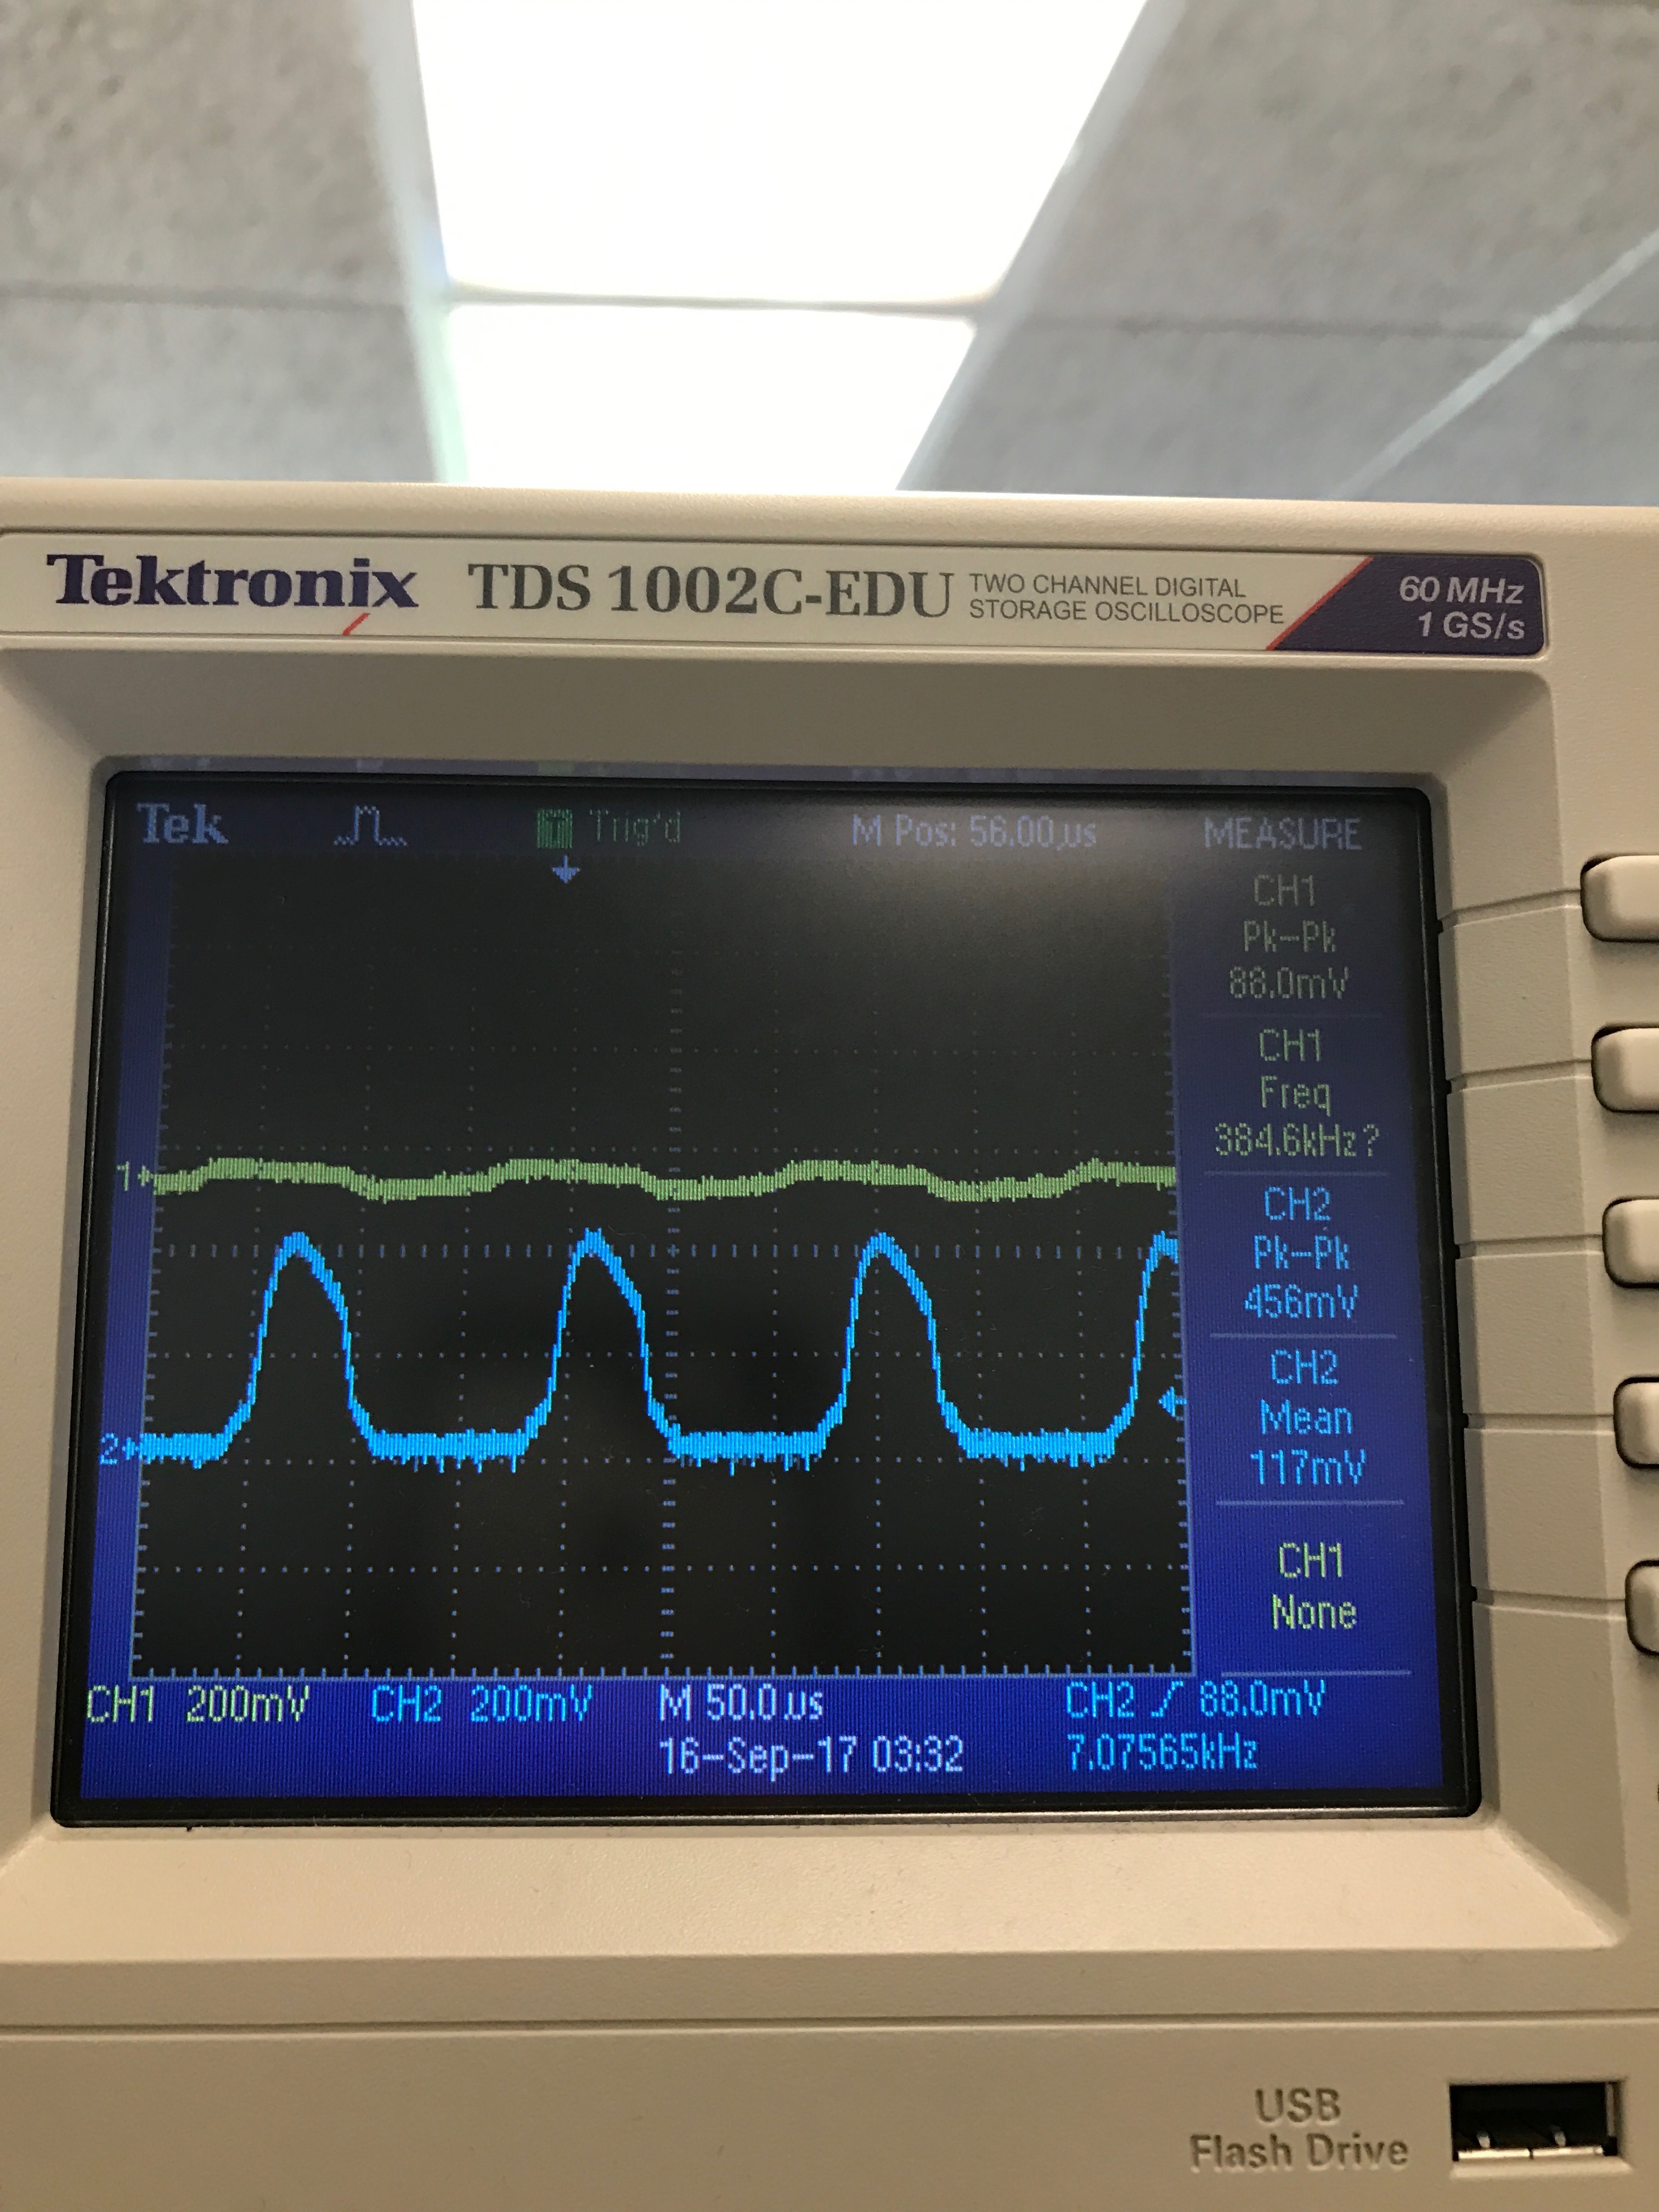 Tektronix TDS 1002C-EDU TWO CHANNEL DIGITAL STORAGE OSCILLOSCOPE
60 MHz
1 GS/s
Tek T Trig'd M Pos: 56.00µs MEASURE
CH1
Pk-Pk
88.0mV
CH1
Freq
384.6kHz?
CH2
Pk-Pk
456mV
CH2
Mean
117mV
CH1
None
1
2
CH1 200mV CH2 200mV M 50.0µs CH2 88.0mV
16-Sep-17 03:32 7.07565kHz
USB
Flash Drive